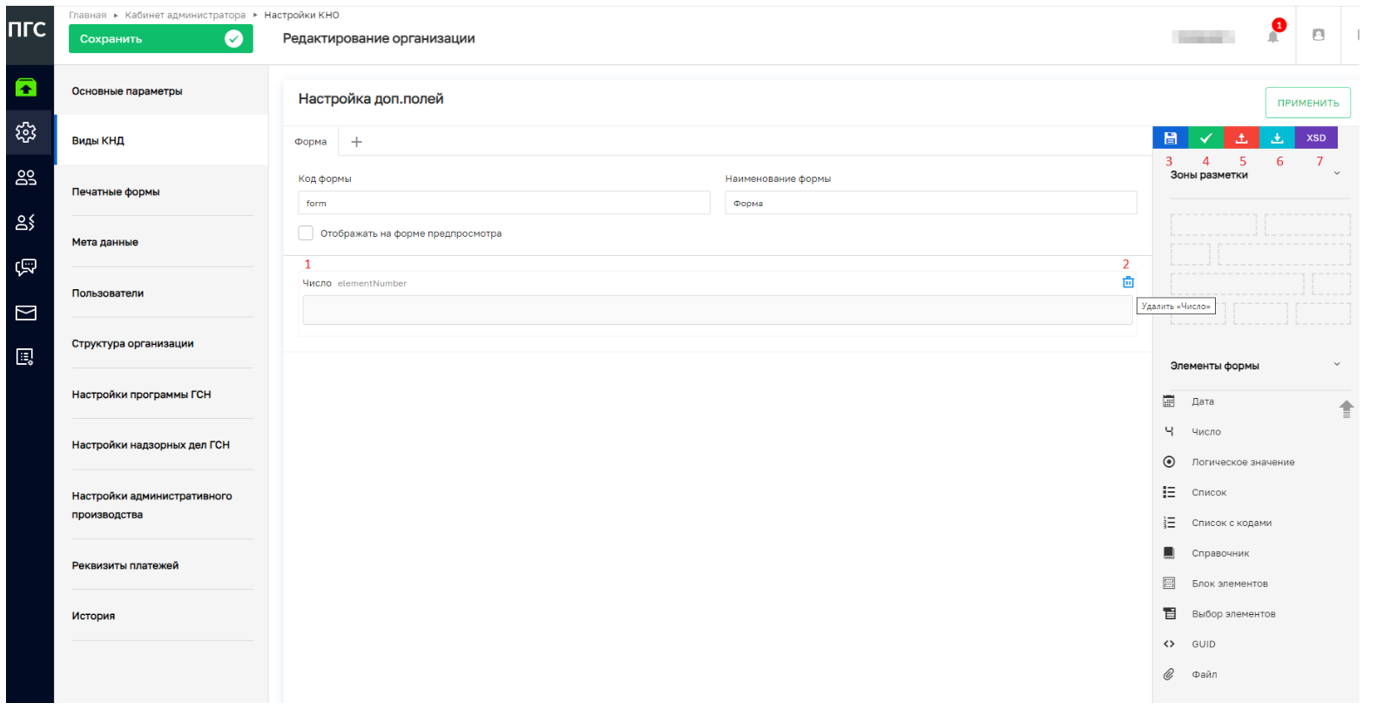 Главная ▸ Кабинет администратора ▸ Настройки КНО
ПГС
Сохранить
Редактирование организации
1
Основные параметры
Виды КНД
Печатные формы
Мета данные
Пользователи
Структура организации
Настройки программы ГСН
Настройки надзорных дел ГСН
Настройки административного
производства
Реквизиты платежей
История
Настройка доп.полей
ПРИМЕНИТЬ
Форма +
XSD
3 4 5 6 7
Код формы
Наименование формы
form
Форма
Отображать на форме предпросмотра
1 2
Число elementNumber
Удалить «Число»
Зоны разметки
Элементы формы
Дата
Число
Логическое значение
Список
Список с кодами
Справочник
Блок элементов
Выбор элементов
GUID
Файл